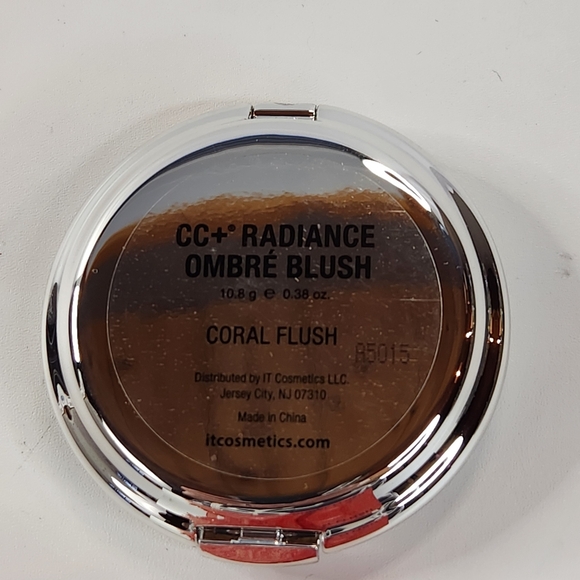 CC+® RADIANCE
OMBRÉ BLUSH
10.8 g ℮ 0.38 oz.
CORAL FLUSH
85015
Distributed by IT Cosmetics LLC.
Jersey City, NJ 07310
Made in China
itcosmetics.com